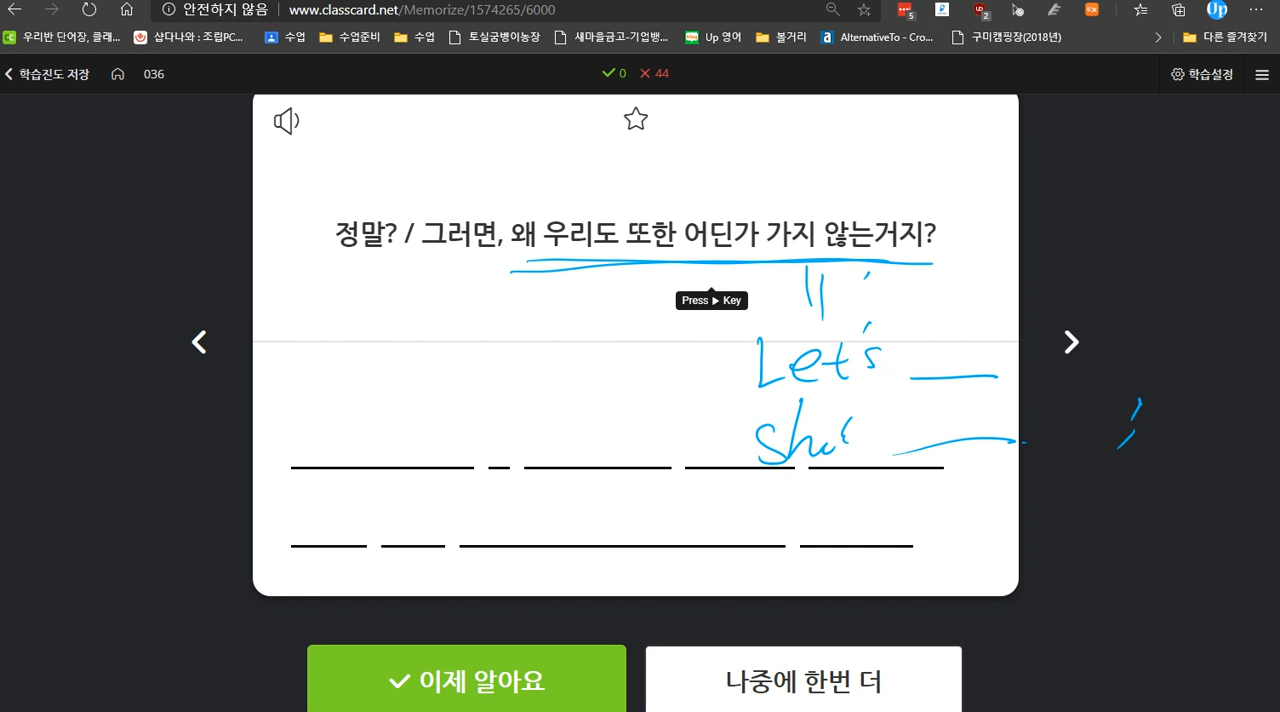 안전하지 않음 www.classcard.net/Memorize/1574265/6000
우리반 단어장, 클래... 샵다나와 : 조립PC... 수업 수업준비 수업 토실굼벵이농장 새마을금고-기업뱅... Up 영어 볼거리 AlternativeTo - Cro... 구미캠핑장(2018년) 다른 즐겨찾기
학습진도 저장 036 0 44 학습설정
정말? / 그러면, 왜 우리도 또한 어딘가 가지 않는거지?
Press ▶ Key
Let's
이제 알아요 나중에 한번 더